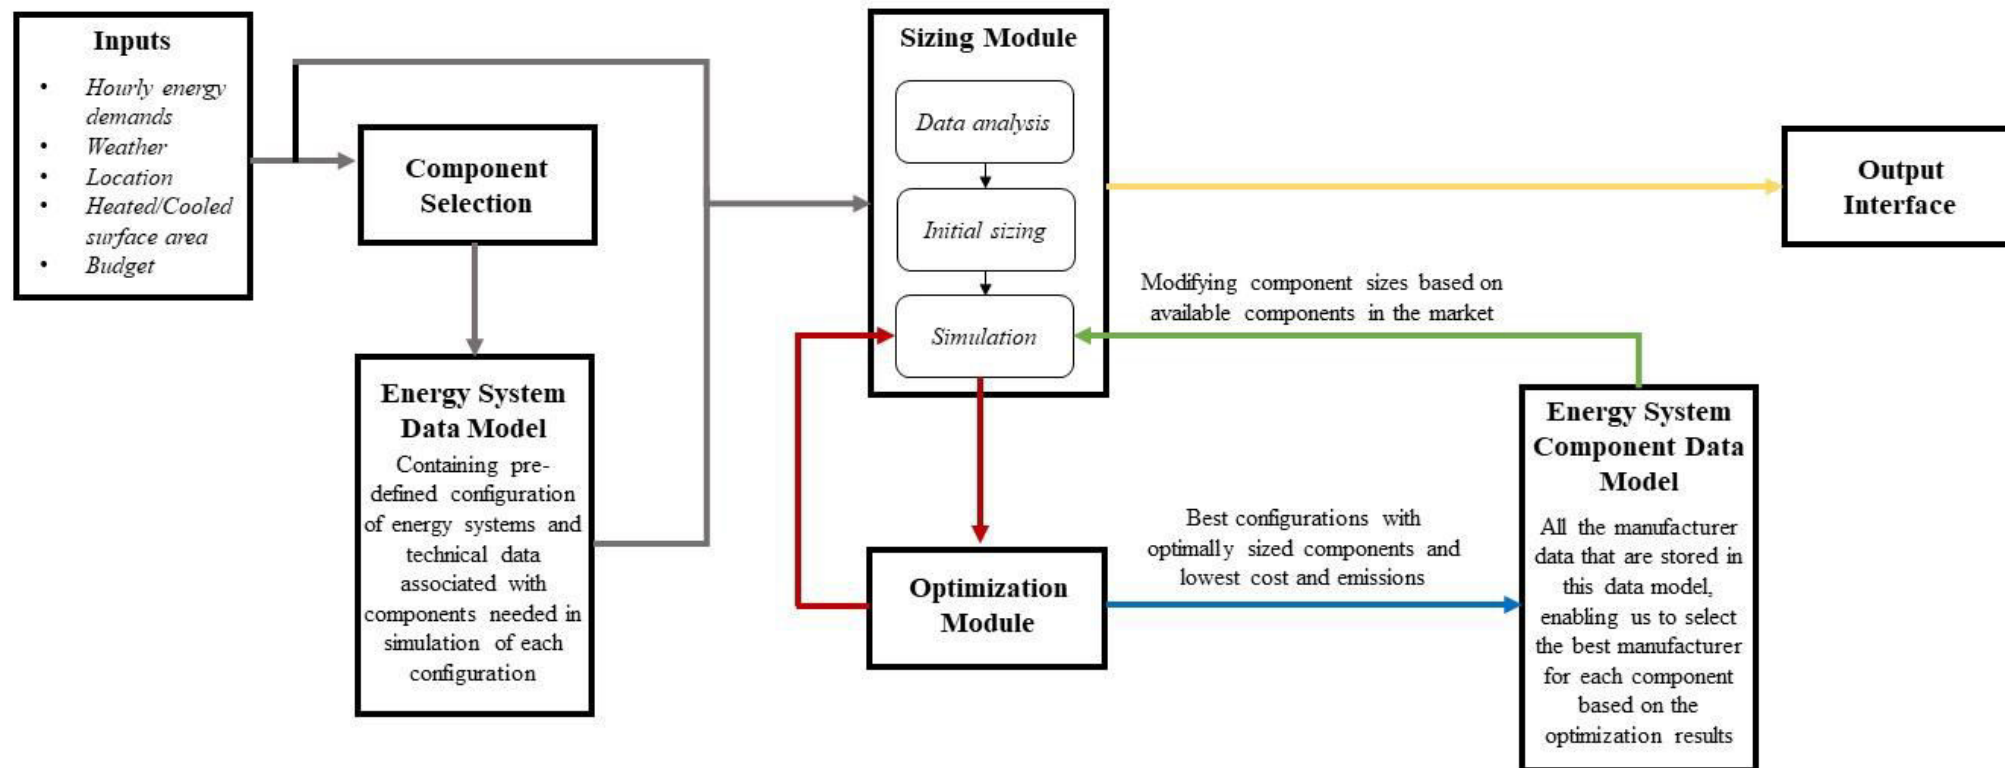 Inputs
• Hourly energy
demands
• Weather
• Location
• Heated/Cooled
surface area
• Budget
Component
Selection
Energy System
Data Model
Containing pre-
defined configuration
of energy systems and
technical data
associated with
components needed in
simulation of each
configuration
Sizing Module
Data analysis
Initial sizing
Simulation
Optimization
Module
Best configurations with
optimally sized components and
lowest cost and emissions
Modifying component sizes based on
available components in the market
Energy System
Component Data
Model
All the manufacturer
data that are stored in
this data model,
enabling us to select
the best manufacturer
for each component
based on the
optimization results
Output
Interface